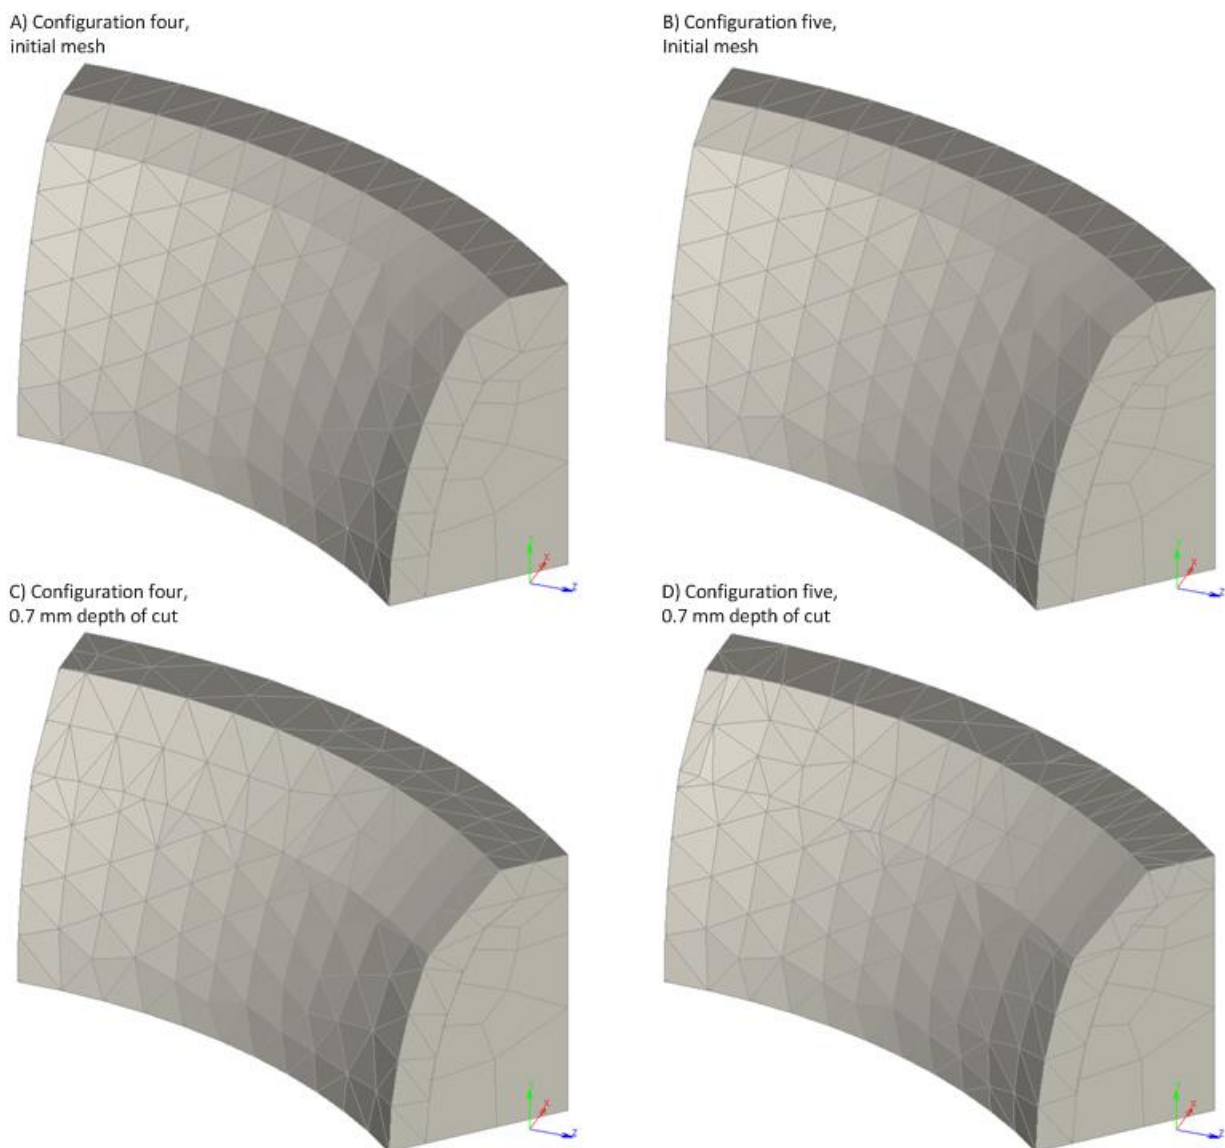 A) Configuration four,
initial mesh
B) Configuration five,
Initial mesh
C) Configuration four,
0.7 mm depth of cut
D) Configuration five,
0.7 mm depth of cut